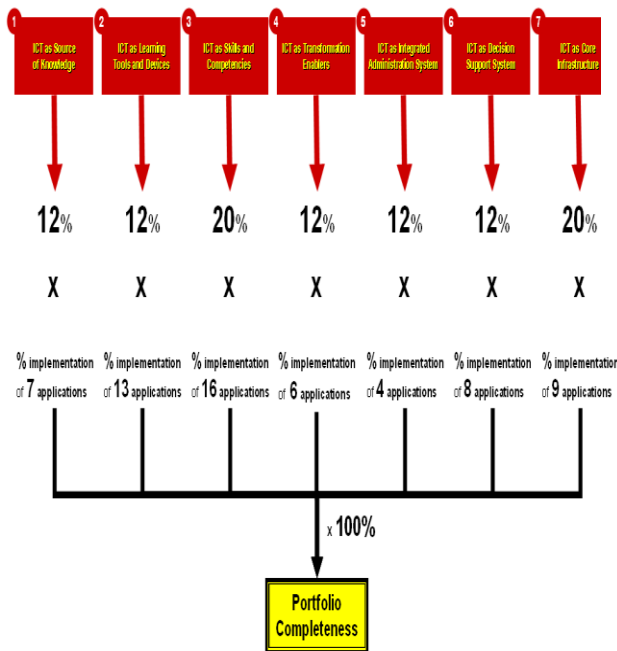 1
ICT as Source
of Knowledge
2
ICT as Learning
Tools and Devices
3
ICT as Skills and
Competencies
4
ICT as Transformation
Enablers
5
ICT as Integrated
Administration System
6
ICT as Decision
Support System
7
ICT as Core
Infrastructure
12% 12% 20% 12% 12% 12% 20%
X X X X X X X
% implementation
of 7 applications
% implementation
of 13 applications
% implementation
of 16 applications
% implementation
of 6 applications
% implementation
of 4 applications
% implementation
of 8 applications
% implementation
of 9 applications
x 100%
Portfolio
Completeness